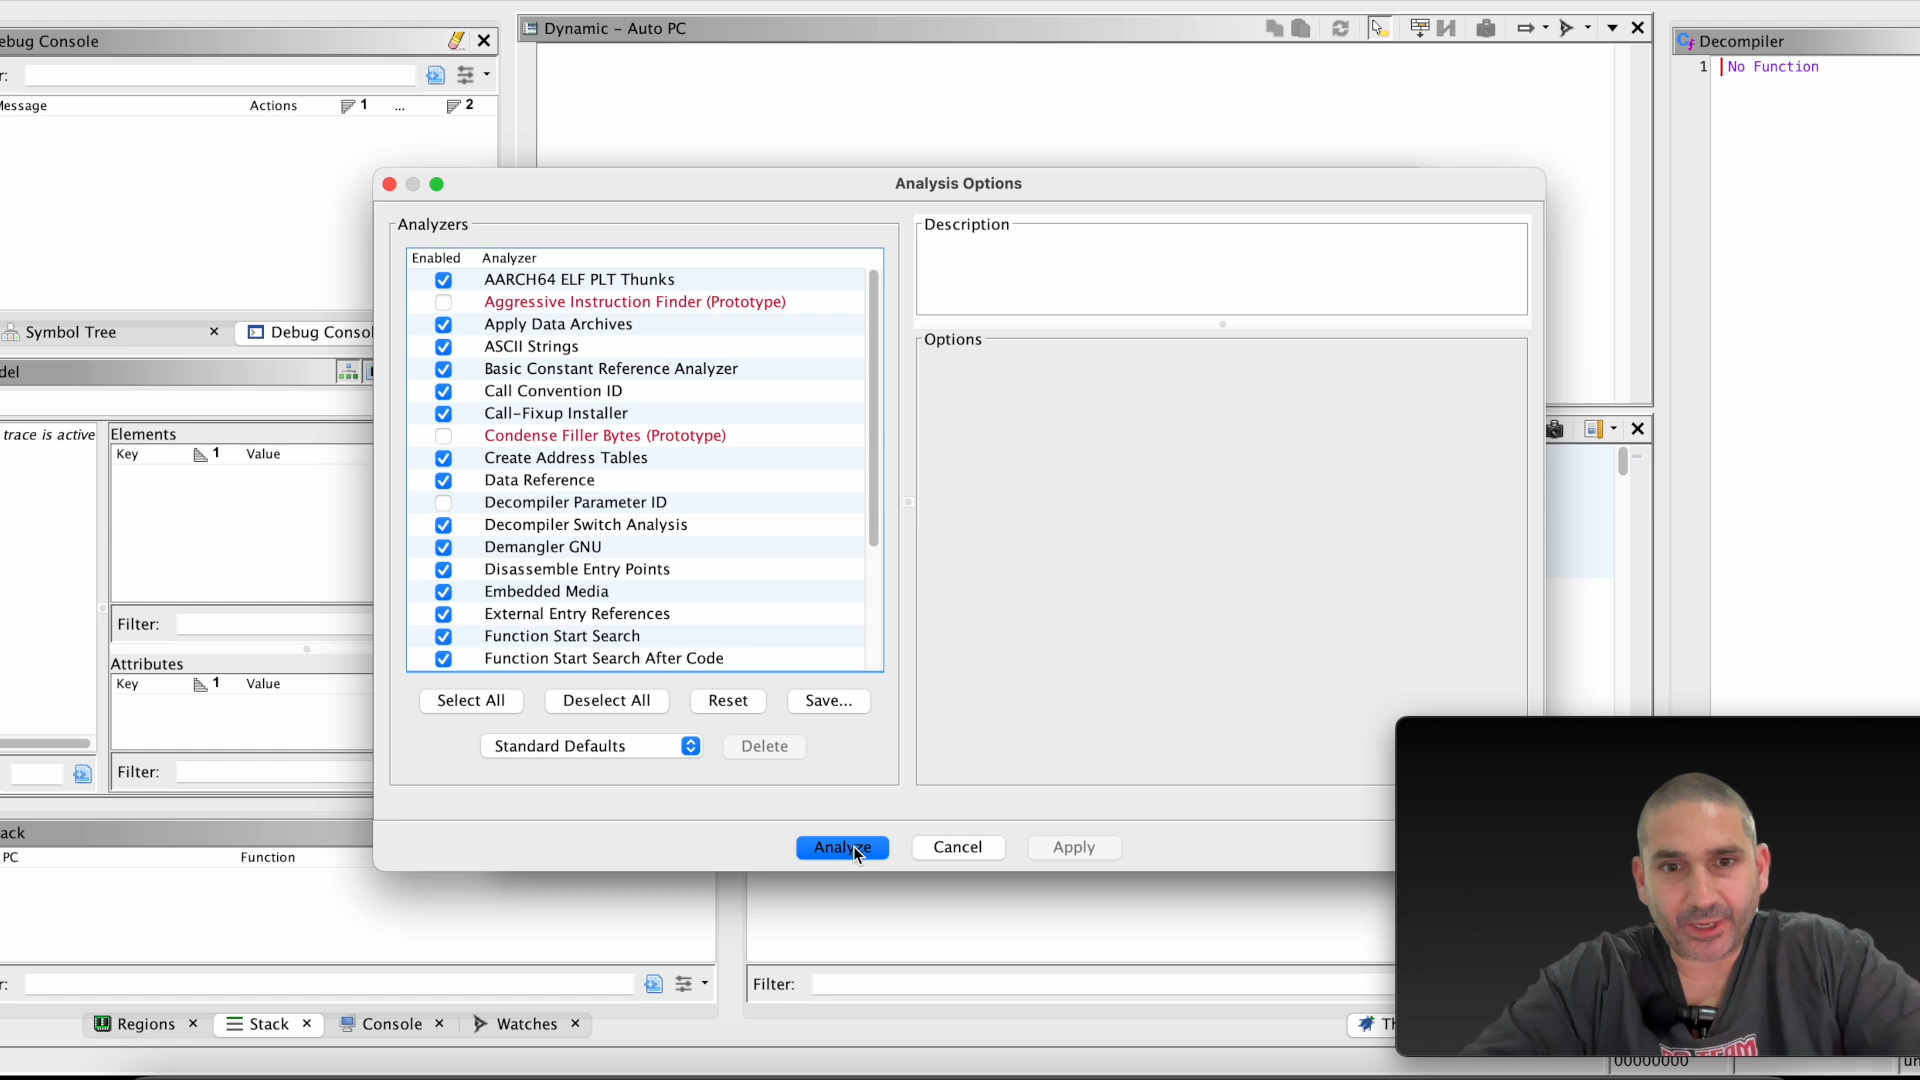 ebug Console
Dynamic – Auto PC
Decompiler
r:
1 No Function
Message Actions 1 ... 2
Analysis Options
Analyzers
Description
Enabled Analyzer
AARCH64 ELF PLT Thunks
Aggressive Instruction Finder (Prototype)
Apply Data Archives
ASCII Strings
Basic Constant Reference Analyzer
Call Convention ID
Call-Fixup Installer
Condense Filler Bytes (Prototype)
Create Address Tables
Data Reference
Decompiler Parameter ID
Decompiler Switch Analysis
Demangler GNU
Disassemble Entry Points
Embedded Media
External Entry References
Function Start Search
Function Start Search After Code
Options
Select All Deselect All Reset Save...
Standard Defaults Delete
Analyze Cancel Apply
Symbol Tree Debug Consol
del
trace is active
Elements
Key 1 Value
Filter:
Attributes
Key 1 Value
Filter:
ack
PC Function
r:
Filter:
Regions Stack Console Watches
Th
00000000
un